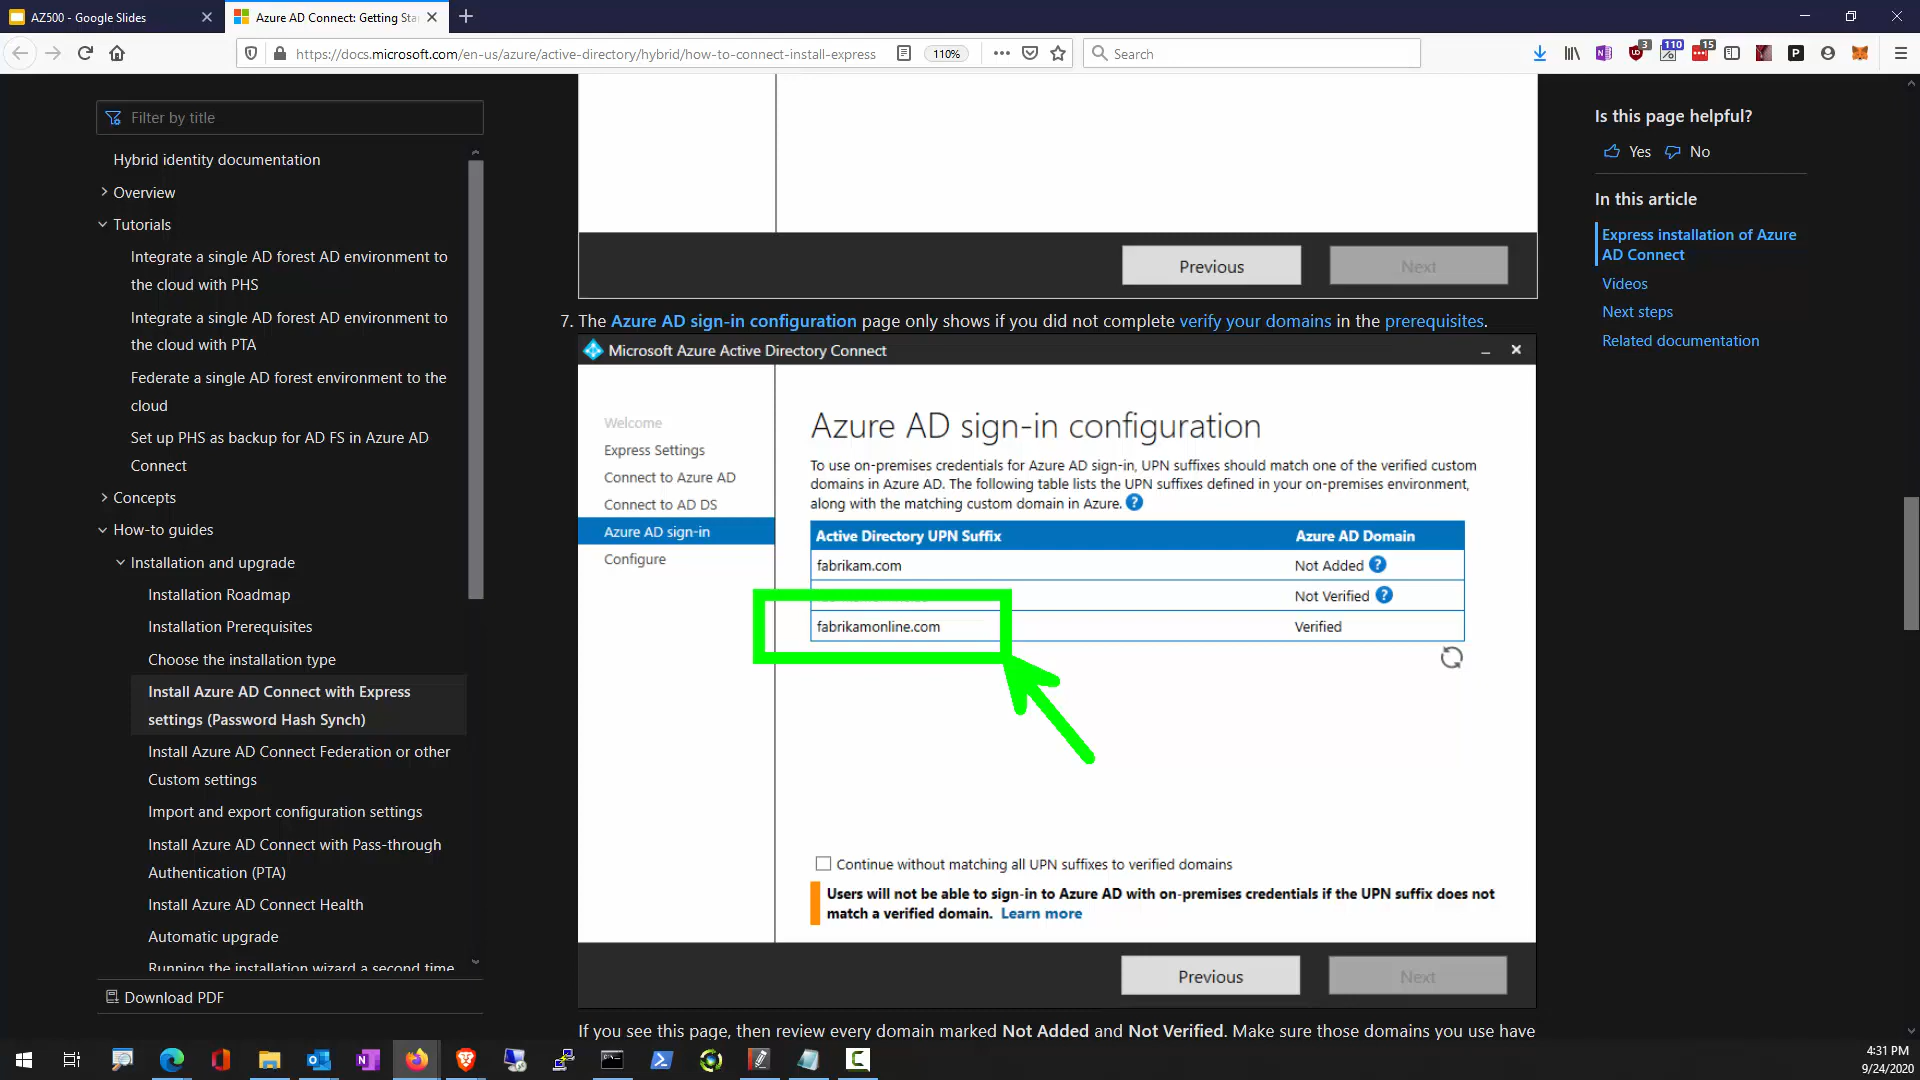 AZ500 - Google Slides
Azure AD Connect: Getting Sta
https://docs.microsoft.com/en-us/azure/active-directory/hybrid/how-to-connect-install-express
110%
Search
3
110
15
Filter by title
Hybrid identity documentation
Overview
Tutorials
Integrate a single AD forest AD environment to
the cloud with PHS
Integrate a single AD forest AD environment to
the cloud with PTA
Federate a single AD forest environment to the
cloud
Set up PHS as backup for AD FS in Azure AD
Connect
Concepts
How-to guides
Installation and upgrade
Installation Roadmap
Installation Prerequisites
Choose the installation type
Install Azure AD Connect with Express
settings (Password Hash Synch)
Install Azure AD Connect Federation or other
Custom settings
Import and export configuration settings
Install Azure AD Connect with Pass-through
Authentication (PTA)
Install Azure AD Connect Health
Automatic upgrade
Running the installation wizard a second time
Download PDF
Previous
Next
7. The Azure AD sign-in configuration page only shows if you did not complete verify your domains in the prerequisites.
Microsoft Azure Active Directory Connect
Welcome
Express Settings
Connect to Azure AD
Connect to AD DS
Azure AD sign-in
Configure
Azure AD sign-in configuration
To use on-premises credentials for Azure AD sign-in, UPN suffixes should match one of the verified custom
domains in Azure AD. The following table lists the UPN suffixes defined in your on-premises environment,
along with the matching custom domain in Azure. ?
Active Directory UPN Suffix
Azure AD Domain
fabrikam.com
Not Added ?
Not Verified ?
fabrikamonline.com
Verified
Continue without matching all UPN suffixes to verified domains
Users will not be able to sign-in to Azure AD with on-premises credentials if the UPN suffix does not
match a verified domain. Learn more
Previous
Next
If you see this page, then review every domain marked Not Added and Not Verified. Make sure those domains you use have
Is this page helpful?
Yes
No
In this article
Express installation of Azure
AD Connect
Videos
Next steps
Related documentation
4:31 PM
9/24/2020